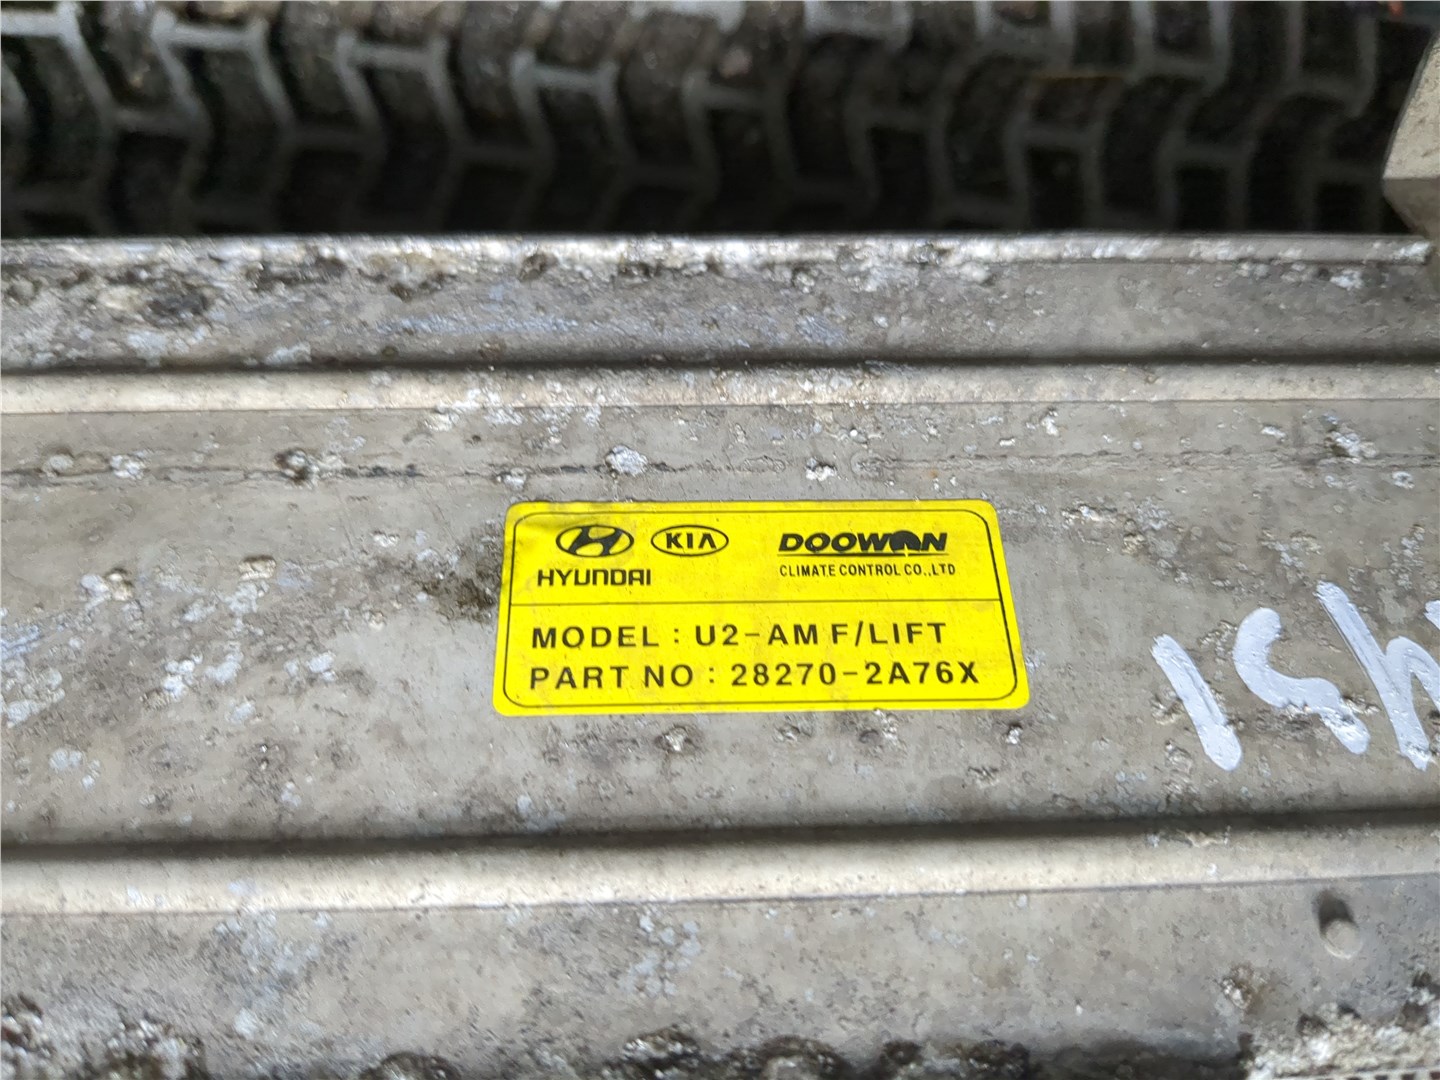 KIA DOOWON
HYUNDAI CLIMATE CONTROL CO.,LTD
MODEL : U2-AM F/LIFT
PART NO : 28270-2A76X